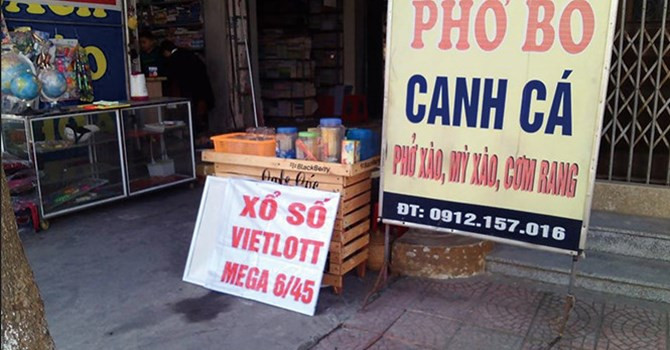 PHỞ BÒ
CANH CÁ
PHỞ XÀO, MỲ XÀO, CƠM RANG
ĐT: 0912.157.016
BlackBerry
XỔ SỐ
VIETLOTT
MEGA 6/45